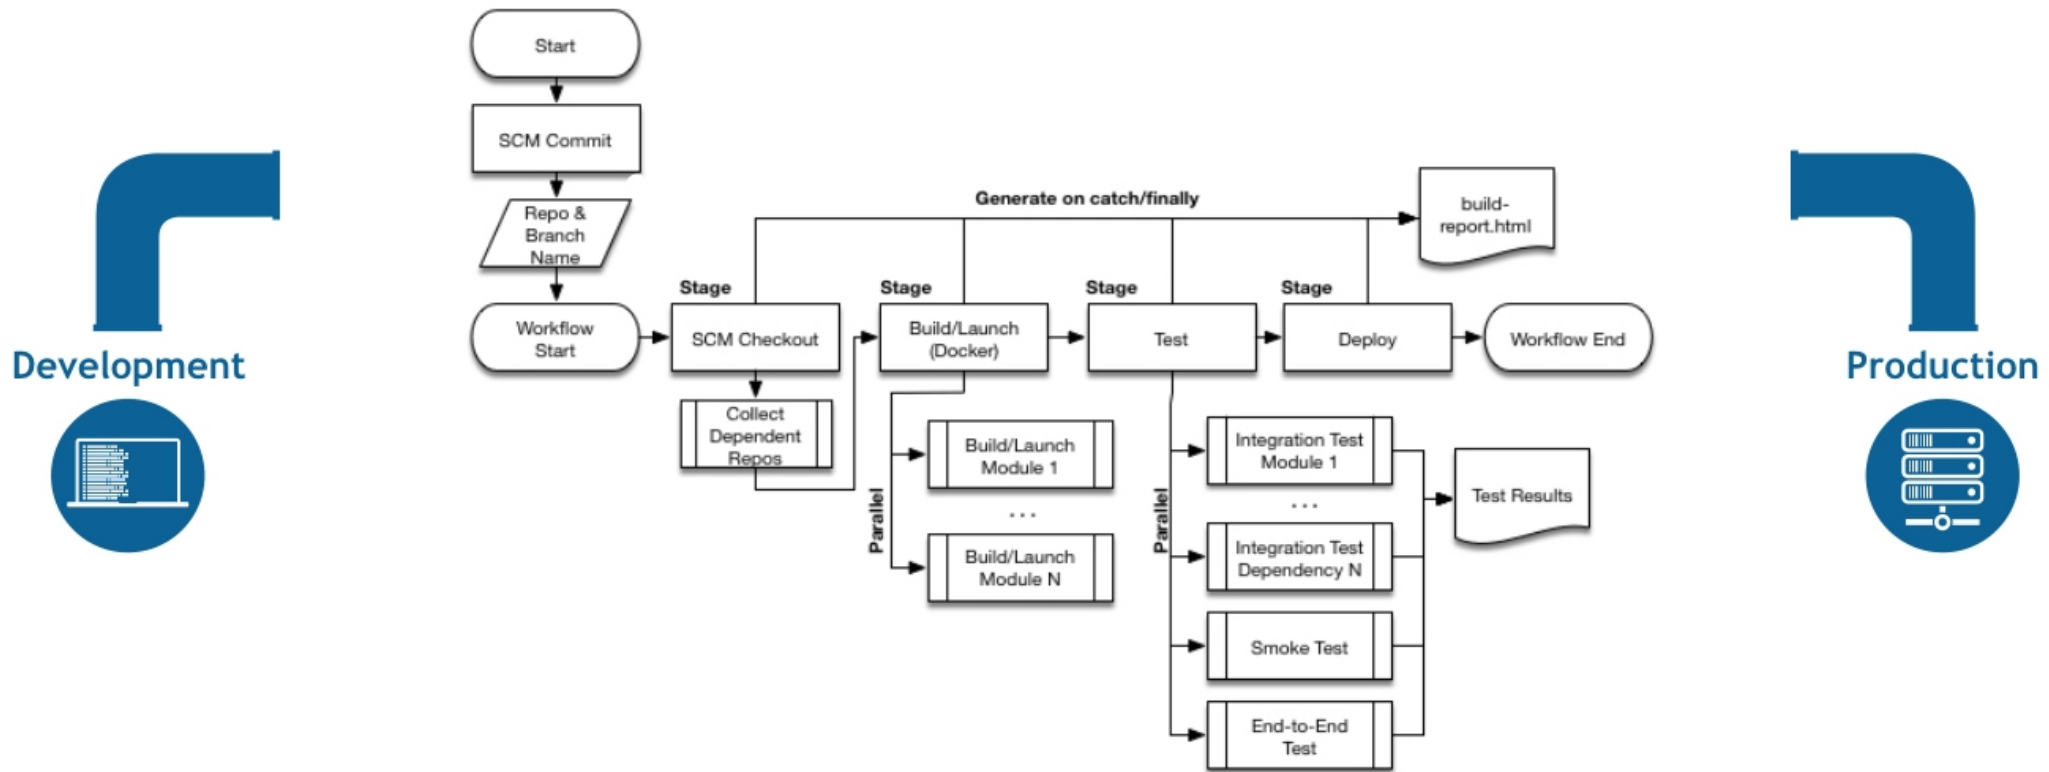 Start
SCM Commit
Repo &
Branch
Name
Workflow
Start
Generate on catch/finally
build-
report.html
Stage
SCM Checkout
Collect
Dependent
Repos
Stage
Build/Launch
(Docker)
Parallel
Build/Launch
Module 1
...
Build/Launch
Module N
Stage
Test
Parallel
Integration Test
Module 1
...
Integration Test
Dependency N
Smoke Test
End-to-End
Test
Test Results
Stage
Deploy
Workflow End
Development
Production